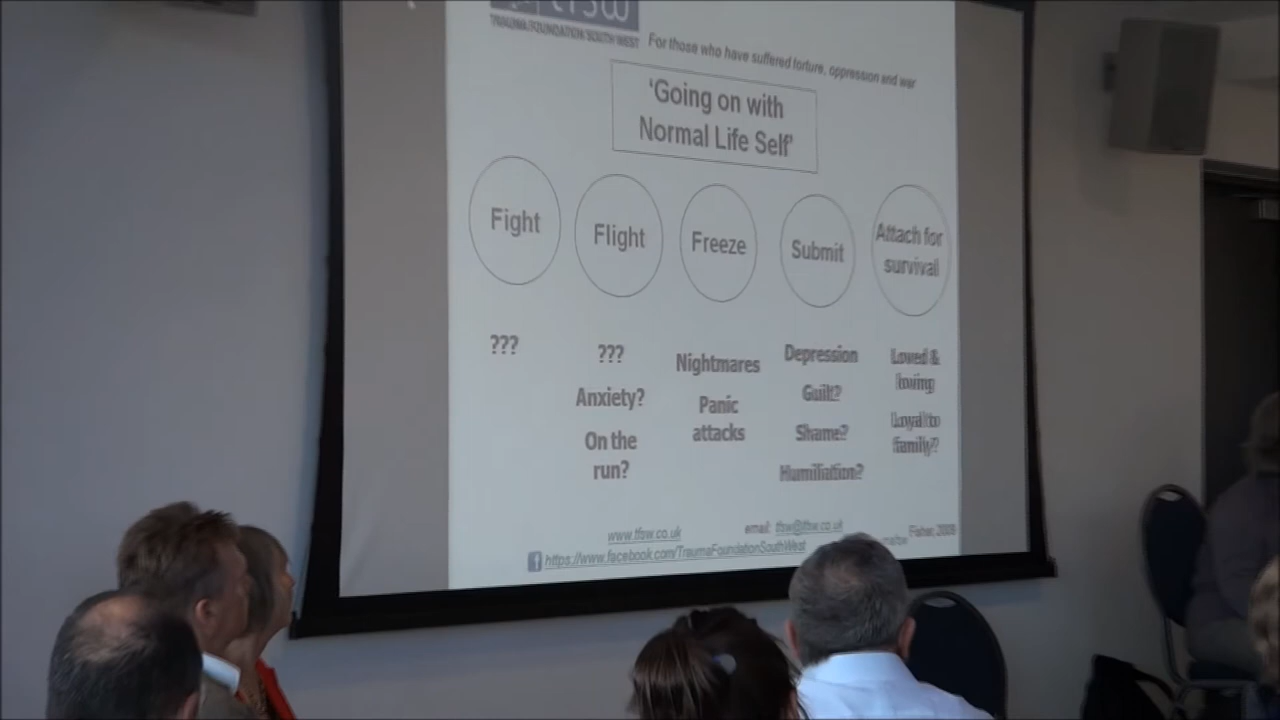 tfsw
TRAUMA FOUNDATION SOUTH WEST
For those who have suffered torture, oppression and war
'Going on with
Normal Life Self'
Fight
Flight
Freeze
Submit
Attach for
survival
???
???
Anxiety?
On the
run?
Nightmares
Panic
attacks
Depression
Guilt?
Shame?
Humiliation?
Loved &
loving
Loyal to
family?
www.tfsw.co.uk
email: tfsw@tfsw.co.uk
https://www.facebook.com/TraumaFoundationSouthWest
Fisher, 2009